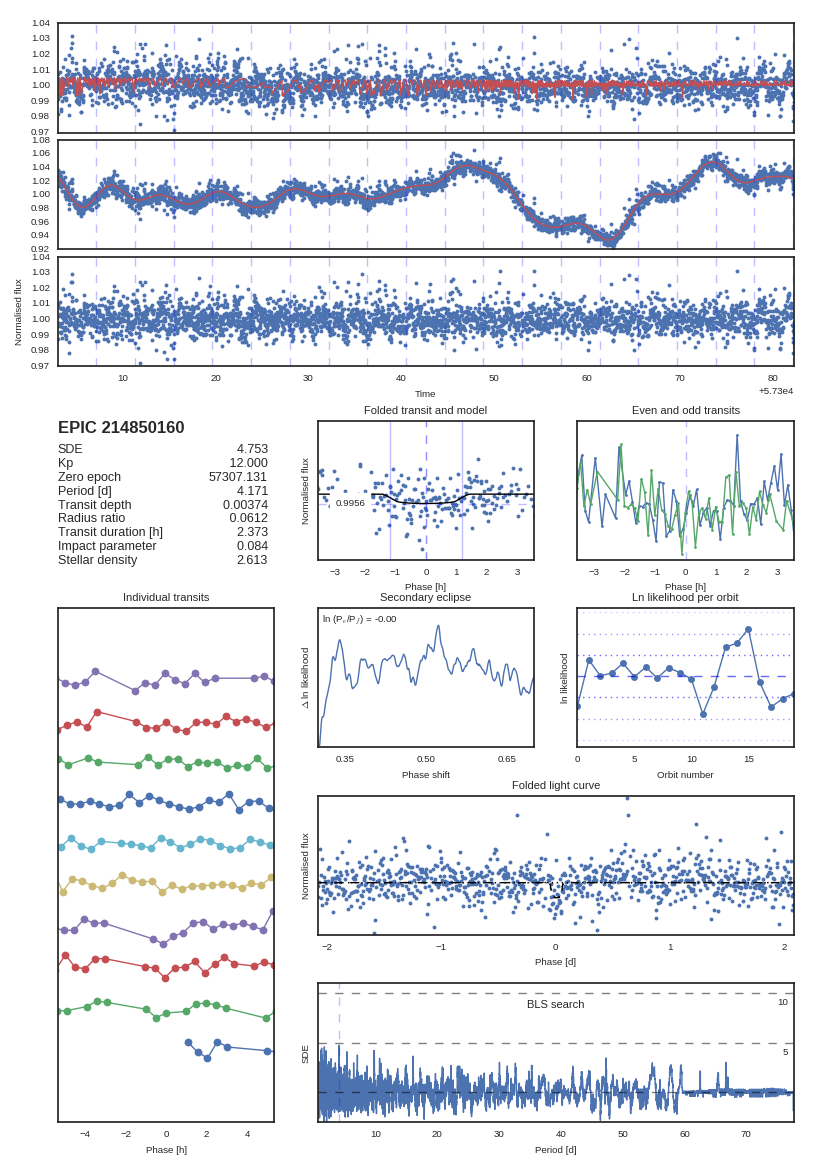 1.04
1.03
1.02
1.01
1.00
0.99
0.98
0.97
1.08
1.06
1.04
1.02
1.00
0.98
0.96
0.94
0.92
1.04
1.03
1.02
1.01
1.00
0.99
0.98
0.97
Normalised flux
10 20 30 40 50 60 70 80
Time
+5.73e4
EPIC 214850160
SDE 4.753
Kp 12.000
Zero epoch 57307.131
Period [d] 4.171
Transit depth 0.00374
Radius ratio 0.0612
Transit duration [h] 2.373
Impact parameter 0.084
Stellar density 2.613
Folded transit and model
Normalised flux
0.9956
−3 −2 −1 0 1 2 3
Phase [h]
Even and odd transits
−3 −2 −1 0 1 2 3
Phase [h]
Individual transits
−4 −2 0 2 4
Phase [h]
Secondary eclipse
ln (Pₑ/P𝑓) = -0.00
Δ ln likelihood
0.35 0.50 0.65
Phase shift
Ln likelihood per orbit
ln likelihood
0 5 10 15
Orbit number
Folded light curve
Normalised flux
−2 −1 0 1 2
Phase [d]
BLS search
10
5
SDE
10 20 30 40 50 60 70
Period [d]